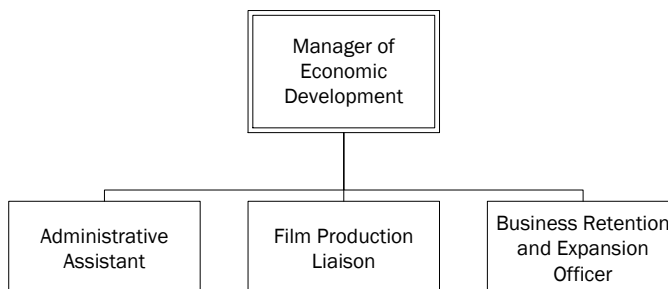 Manager of
Economic
Development
Administrative
Assistant
Film Production
Liaison
Business Retention
and Expansion
Officer